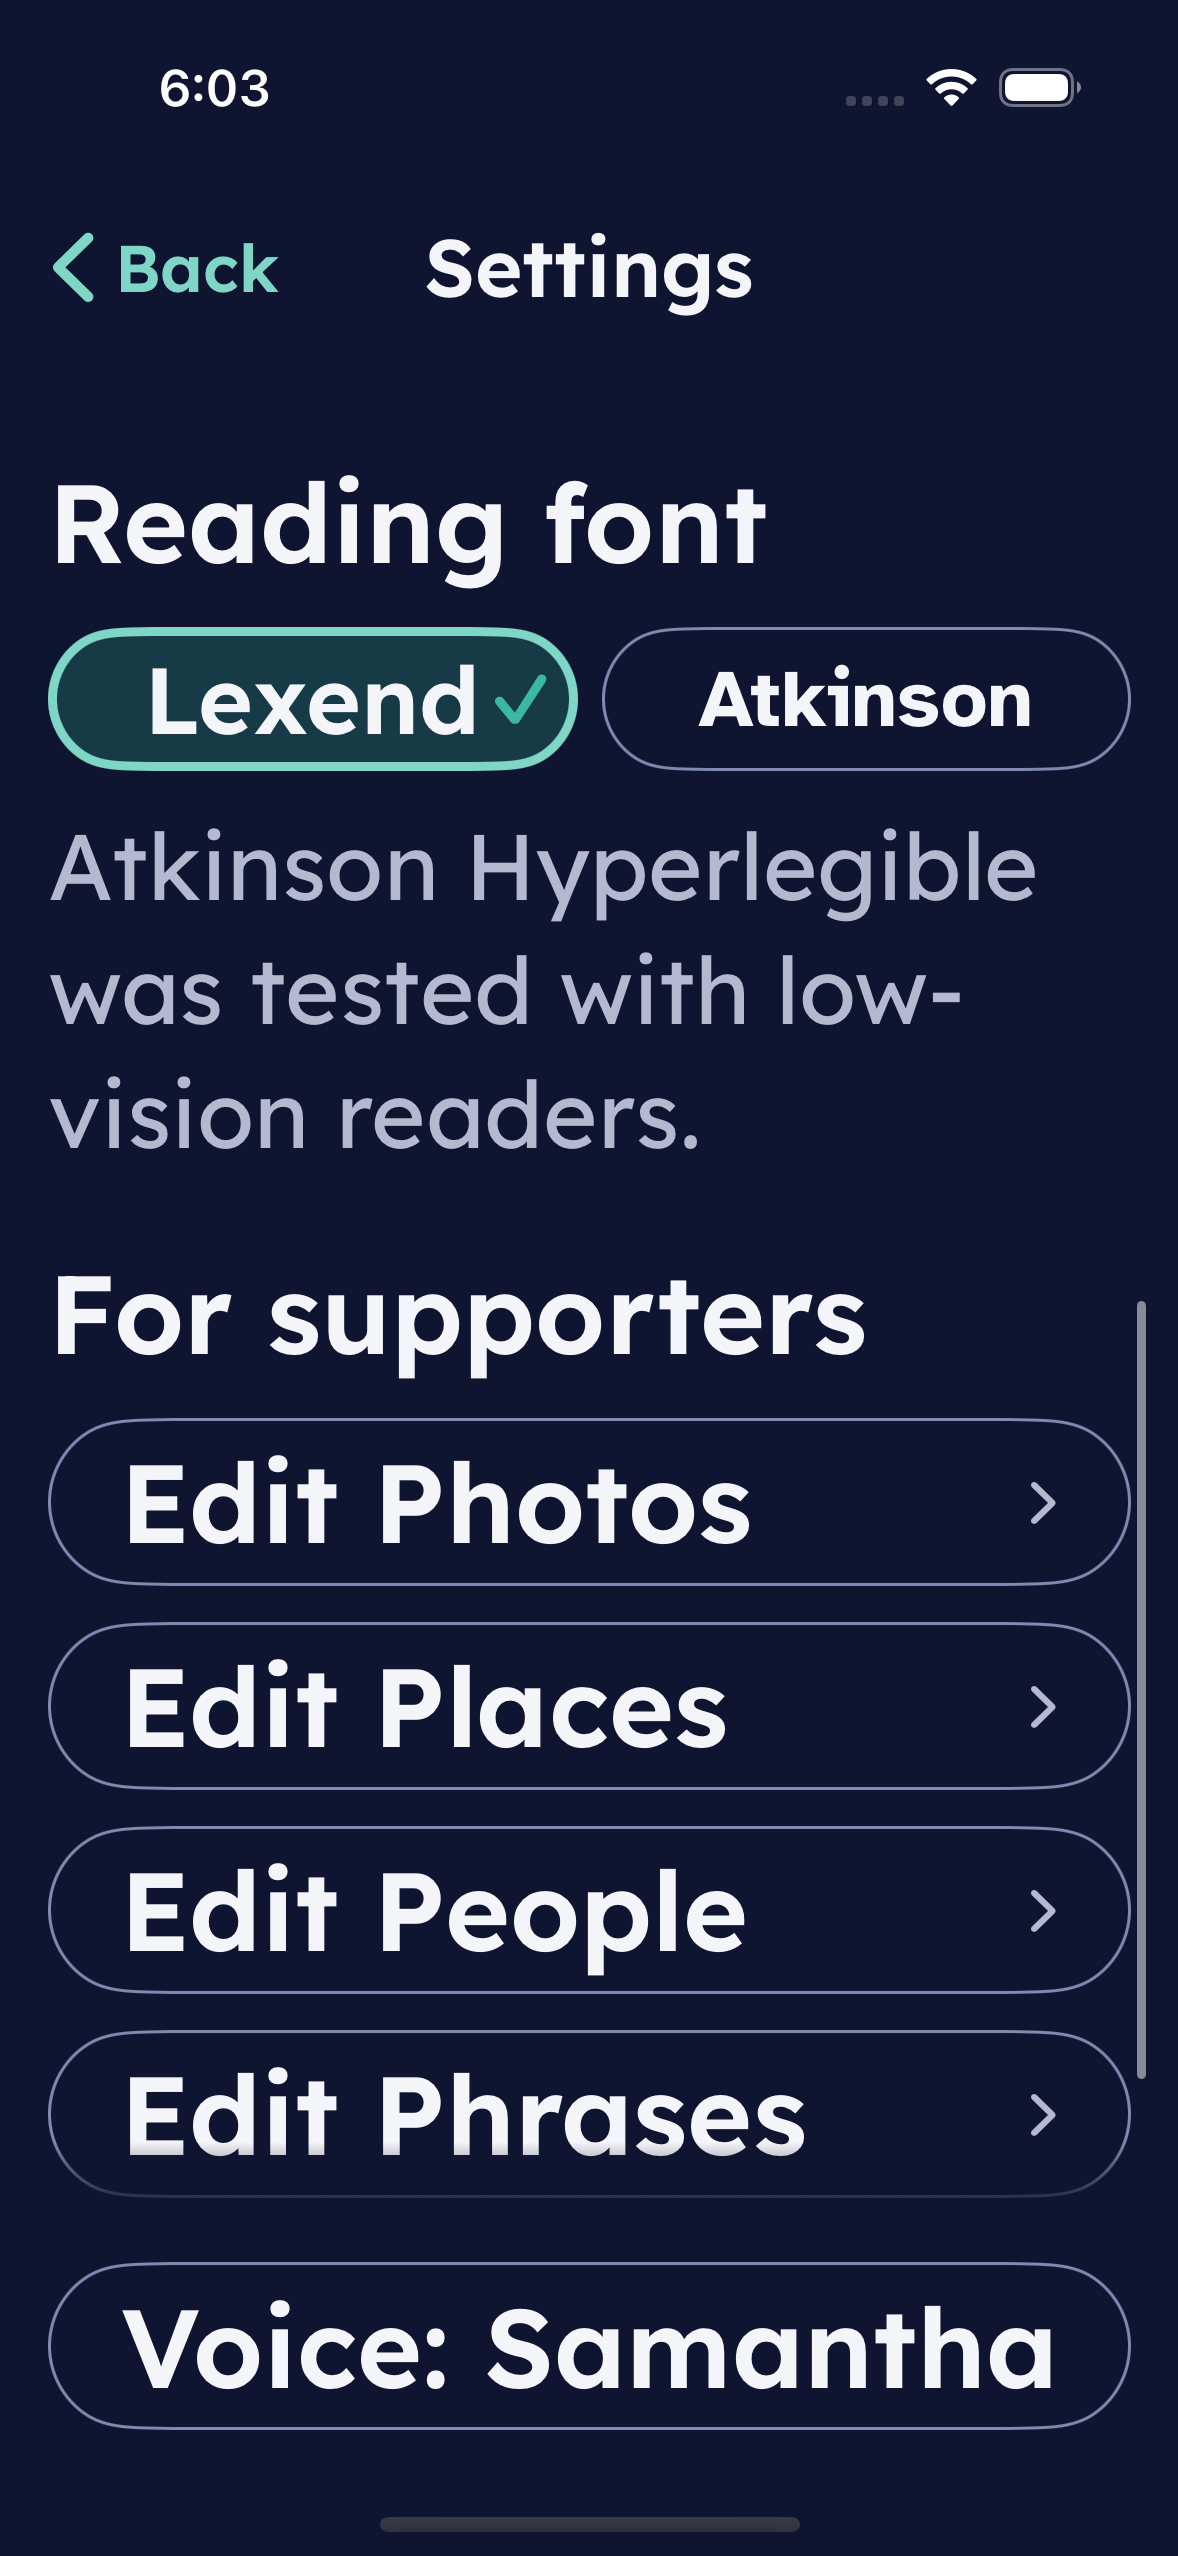 6:03
Back
Settings
Reading font
Lexend
Atkinson
Atkinson Hyperlegible
was tested with low-
vision readers.
For supporters
Edit Photos
Edit Places
Edit People
Edit Phrases
Voice: Samantha